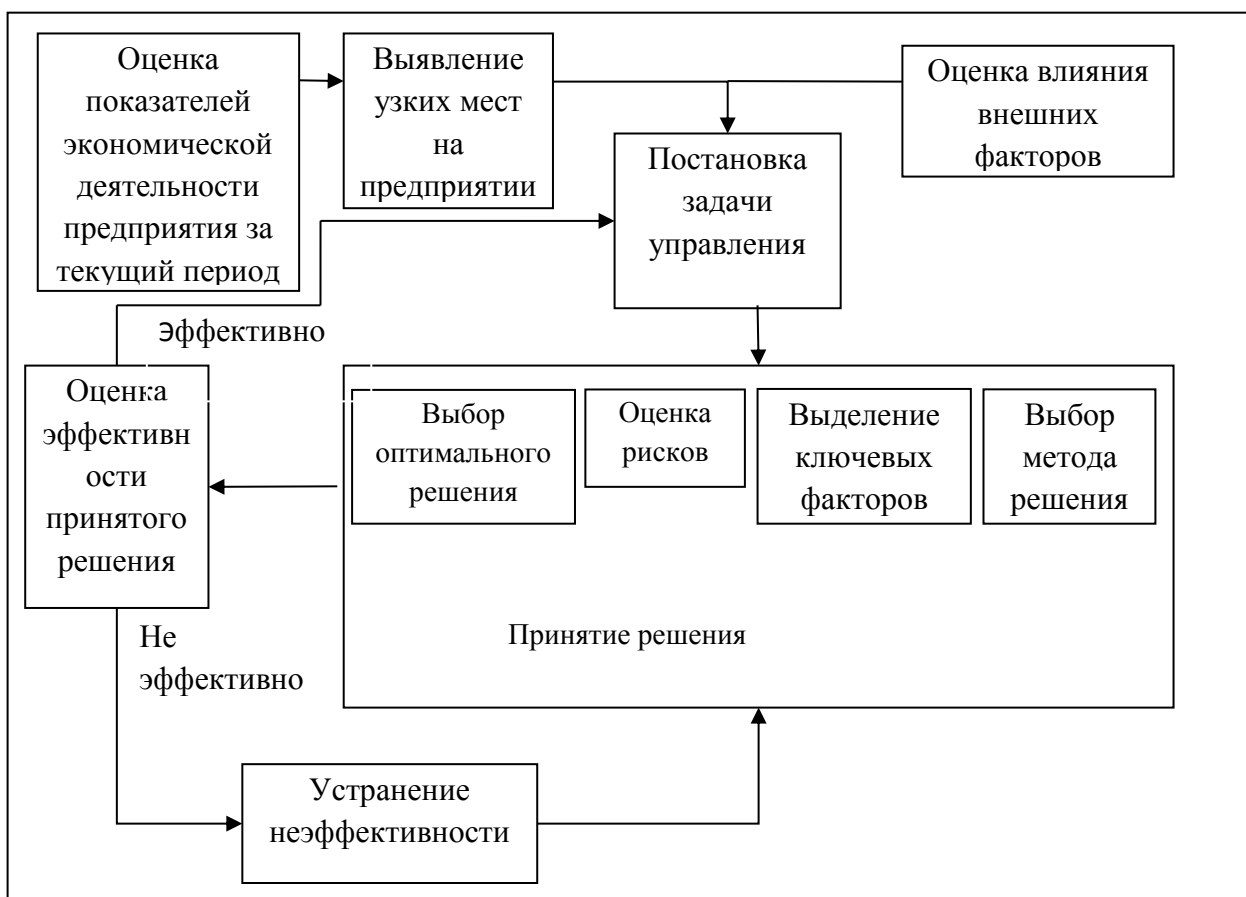 Оценка
показателей
экономической
деятельности
предприятия за
текущий период
Выявление
узких мест
на
предприятии
Оценка влияния
внешних
факторов
Постановка
задачи
управления
Эффективно
Оценка
эффективн
ости
принятого
решения
Выбор
оптимального
решения
Оценка
рисков
Выделение
ключевых
факторов
Выбор
метода
решения
Принятие решения
Не
эффективно
Устранение
неэффективности